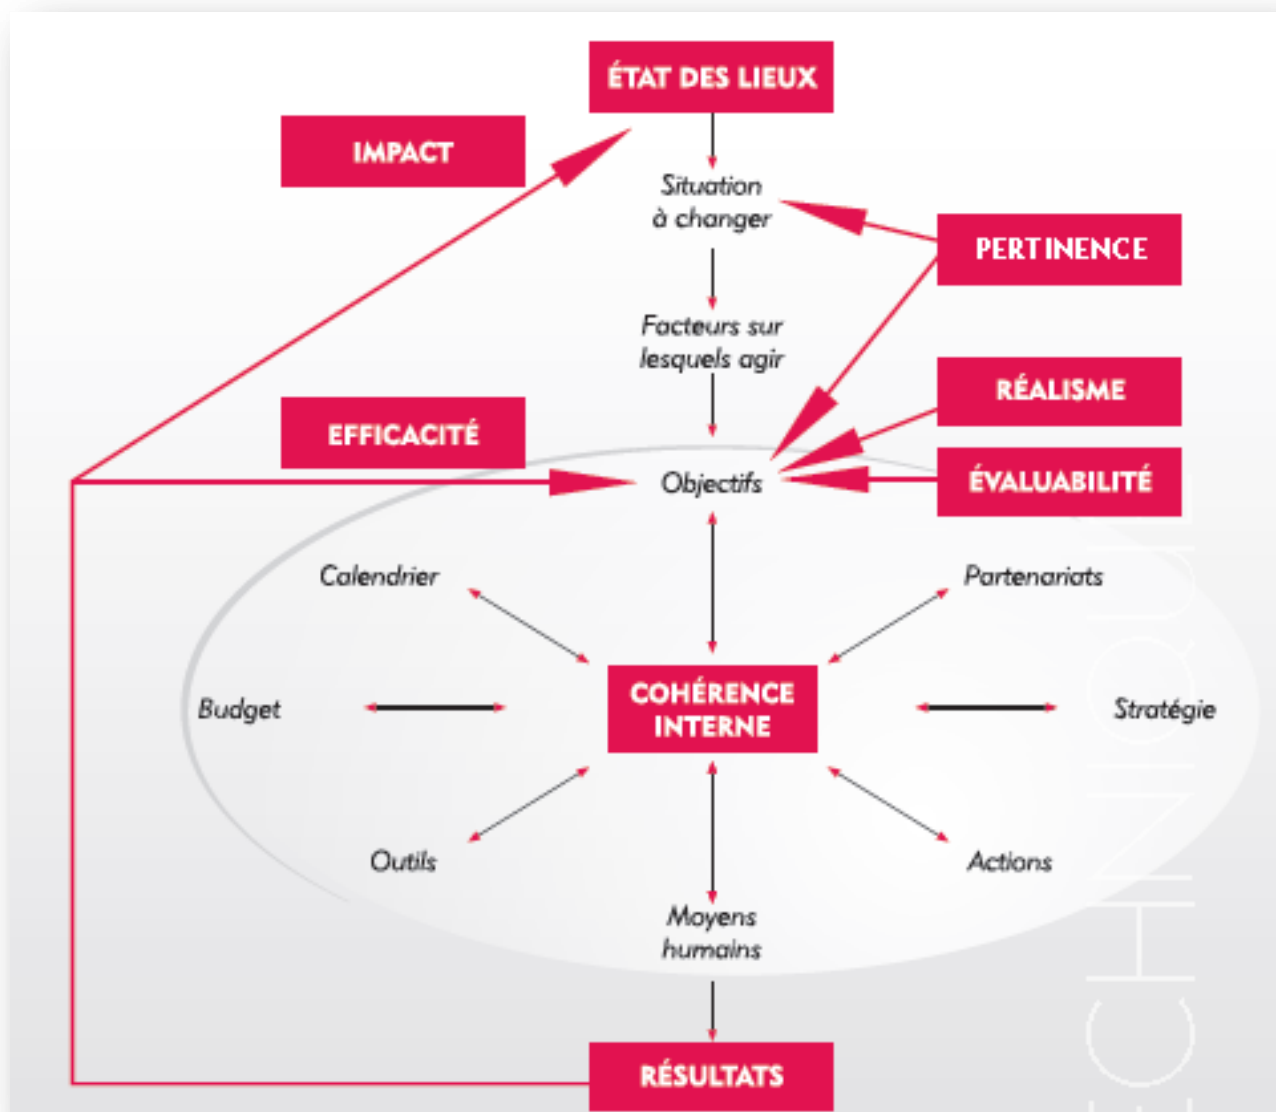 ÉTAT DES LIEUX
IMPACT
Situation
à changer
PERTINENCE
Facteurs sur
lesquels agir
RÉALISME
EFFICACITÉ
ÉVALUABILITÉ
Objectifs
Calendrier
Partenariats
COHÉRENCE
INTERNE
Budget
Stratégie
Outils
Actions
Moyens
humains
RÉSULTATS